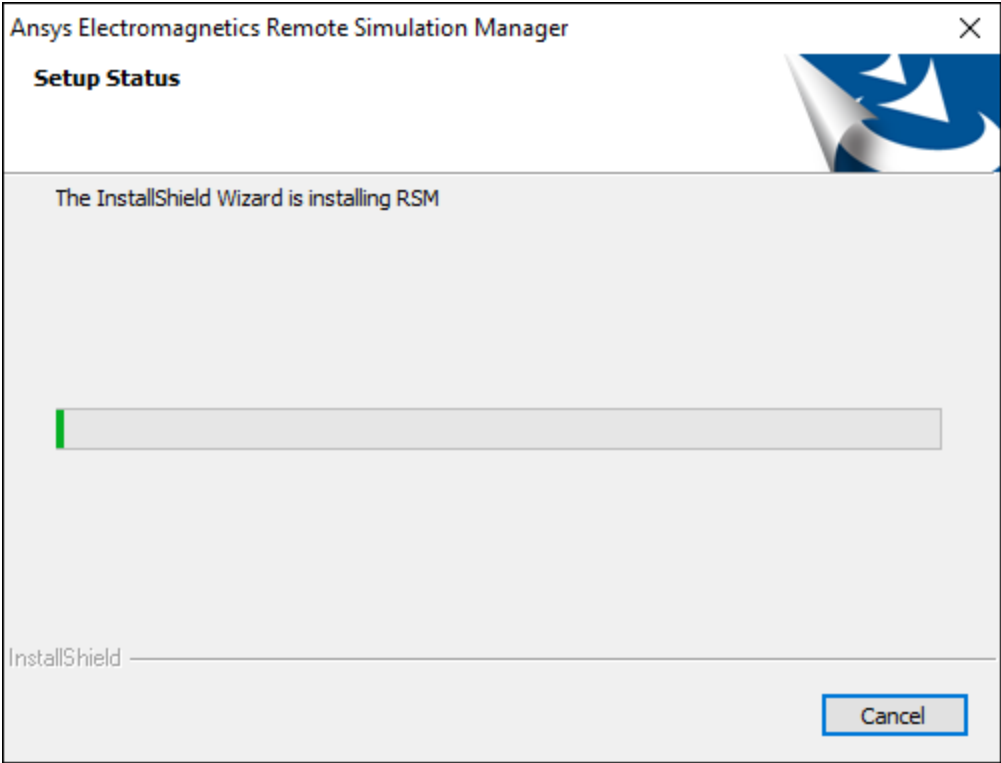 Ansys Electromagnetics Remote Simulation Manager
Setup Status
The InstallShield Wizard is installing RSM
InstallShield
Cancel